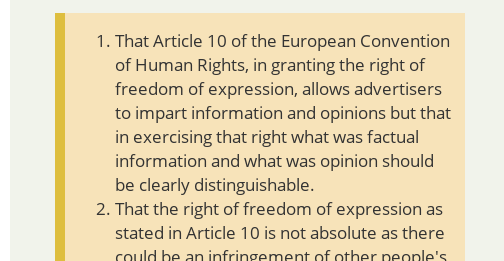 1. That Article 10 of the European Convention
of Human Rights, in granting the right of
freedom of expression, allows advertisers
to impart information and opinions but that
in exercising that right what was factual
information and what was opinion should
be clearly distinguishable.
2. That the right of freedom of expression as
stated in Article 10 is not absolute as there
could be an infringement of other people's